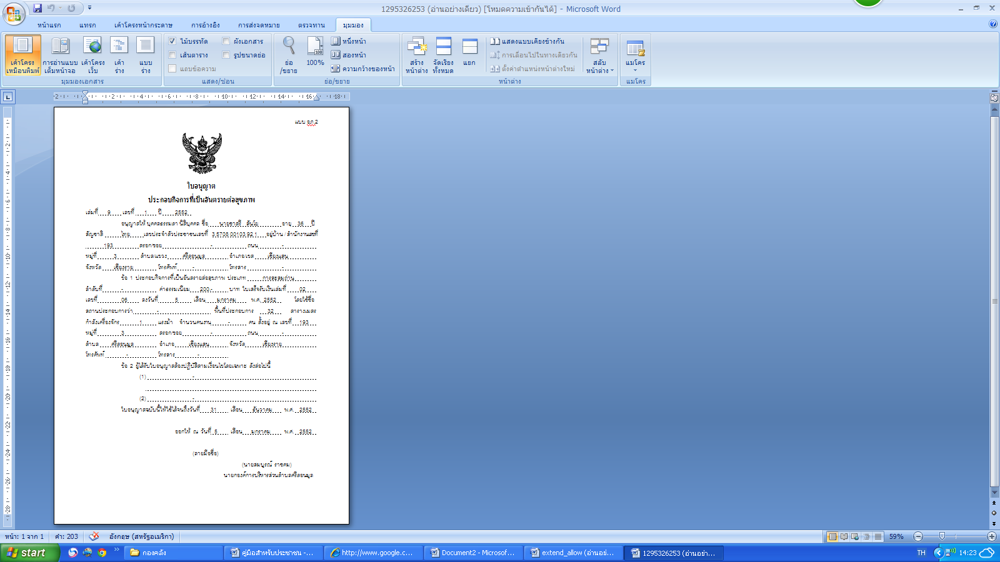 1295326253 (อ่านอย่างเดียว) [โหมดความเข้ากันได้] - Microsoft Word
หน้าแรก แทรก เค้าโครงหน้ากระดาษ การอ้างอิง การส่งจดหมาย ตรวจทาน มุมมอง
เค้าโครงเหมือนพิมพ์ การอ่านแบบเต็มหน้าจอ เค้าโครงเว็บ เค้าร่าง แบบร่าง
มุมมองเอกสาร
ไม้บรรทัด ผังเอกสาร
เส้นตาราง รูปขนาดย่อ
แถบข้อความ
แสดง/ซ่อน
ย่อ/ขยาย 100% หนึ่งหน้า
สองหน้า
ความกว้างของหน้า
ย่อ/ขยาย
สร้างหน้าต่าง จัดเรียงทั้งหมด แยก
แสดงแบบเคียงข้างกัน
การเลื่อนไปในทางเดียวกัน
ตั้งค่าตำแหน่งหน้าต่างใหม่
สลับหน้าต่าง
หน้าต่าง
แมโคร
แมโคร
แบบ อภ.2
ใบอนุญาต
ประกอบกิจการที่เป็นอันตรายต่อสุขภาพ
เล่มที่ 9 เลขที่ 1 ปี 2552
อนุญาตให้ บุคคลธรรมดา นิติบุคคล ชื่อ นายชาตรี อายุ 36 ปี
สัญชาติ ไทย เลขประจำตัวประชาชนเลขที่ 3 5708 00103 92 1 อยู่บ้าน / สำนักงานเลขที่
193 ตรอก/ซอย - ถนน -
หมู่ที่ 3 ตำบล/แขวง ศรีดอนมูล อำเภอ/เขต เชียงแสน
จังหวัด เชียงราย โทรศัพท์ - โทรสาร -
ข้อ 1 ประกอบกิจการที่เป็นอันตรายต่อสุขภาพ ประเภท การสะสมถ่าน
ลำดับที่ - ค่าธรรมเนียม 200.- บาท ใบเสร็จรับเงินเล่มที่ 02
เลขที่ 06 ลงวันที่ 5 เดือน มกราคม พ.ศ. 2552 โดยใช้ชื่อ
สถานประกอบการว่า - พื้นที่ประกอบการ 32 ตารางเมตร
กำลังเครื่องจักร 1 แรงม้า จำนวนคนงาน - คน ตั้งอยู่ ณ เลขที่ 193
หมู่ที่ 3 ตรอก/ซอย - ถนน -
ตำบล ศรีดอนมูล อำเภอ เชียงแสน จังหวัด เชียงราย
โทรศัพท์ - โทรสาร -
ข้อ 2 ผู้ได้รับใบอนุญาตต้องปฏิบัติตามเงื่อนไขโดยเฉพาะ ดังต่อไปนี้
(1) -
(2) -
ใบอนุญาตฉบับนี้ให้ใช้ได้จนถึงวันที่ 31 เดือน ธันวาคม พ.ศ. 2552
ออกให้ ณ วันที่ 5 เดือน มกราคม พ.ศ. 2552
(ลายมือชื่อ)
(นายสมบูรณ์ ราชคม)
นายกองค์การบริหารส่วนตำบลศรีดอนมูล
หน้า: 1 จาก 1 คำ: 203 อังกฤษ (สหรัฐอเมริกา) 59%
start กองคลัง คู่มือสำหรับประชาชน -... http://www.google.c... Document2 - Microsof... extend_allow (อ่านอย่... 1295326253 (อ่านอย่า... TH 14:23